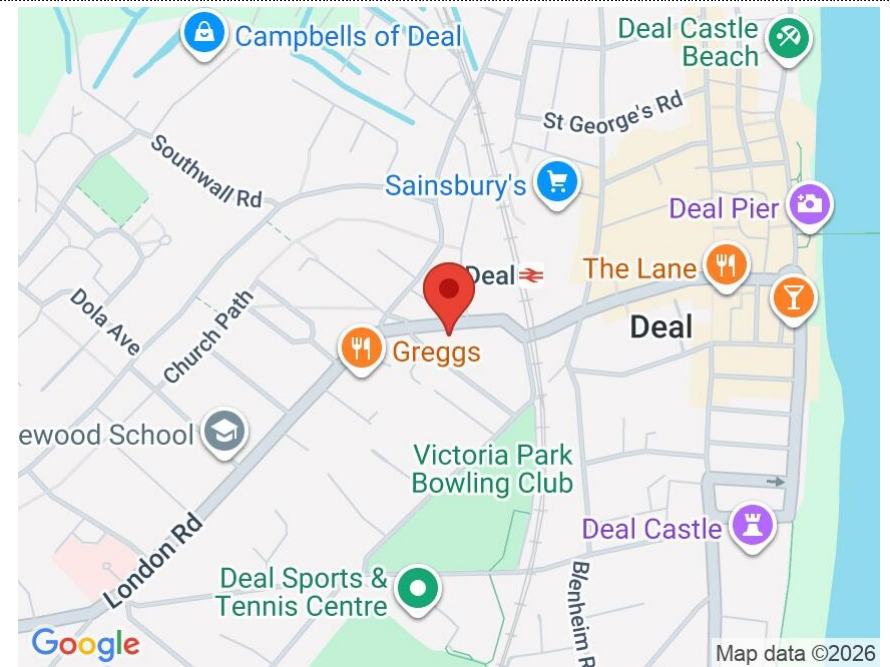 Campbells of Deal
Deal Castle
Beach
St George's Rd
Southwall Rd
Sainsbury's
Deal Pier
Deal
The Lane
Dola Ave
Church Path
Greggs
Deal
ewood School
Victoria Park
Bowling Club
Deal Castle
London Rd
Deal Sports &
Tennis Centre
Blenheim R
Google
Map data ©2026